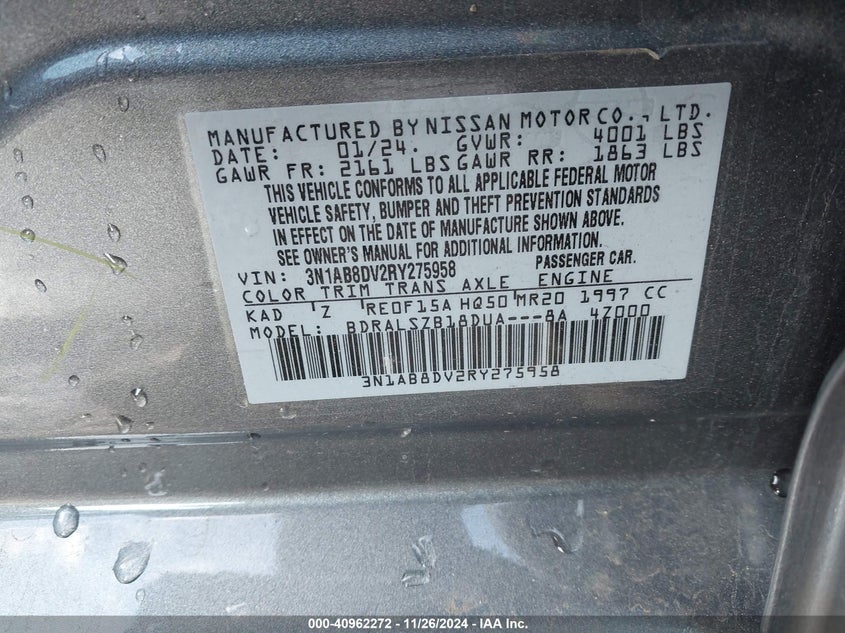 MANUFACTURED BY NISSAN MOTOR CO., LTD.
DATE: 01/24. GVWR: 4001 LBS
GAWR FR: 2161 LBS GAWR RR: 1863 LBS
THIS VEHICLE CONFORMS TO ALL APPLICABLE FEDERAL MOTOR
VEHICLE SAFETY, BUMPER AND THEFT PREVENTION STANDARDS
IN EFFECT ON THE DATE OF MANUFACTURE SHOWN ABOVE.
SEE OWNER'S MANUAL FOR ADDITIONAL INFORMATION.
VIN: 3N1AB8DV2RY275958 PASSENGER CAR.
COLOR TRIM TRANS AXLE ENGINE
KAD Z RE0F15A HQ50 MR20 1997 CC
MODEL: BDRALSZB18DUA---8A 4Z000
3N1AB8DV2RY275958
000-40962272 - 11/26/2024 - IAA Inc.